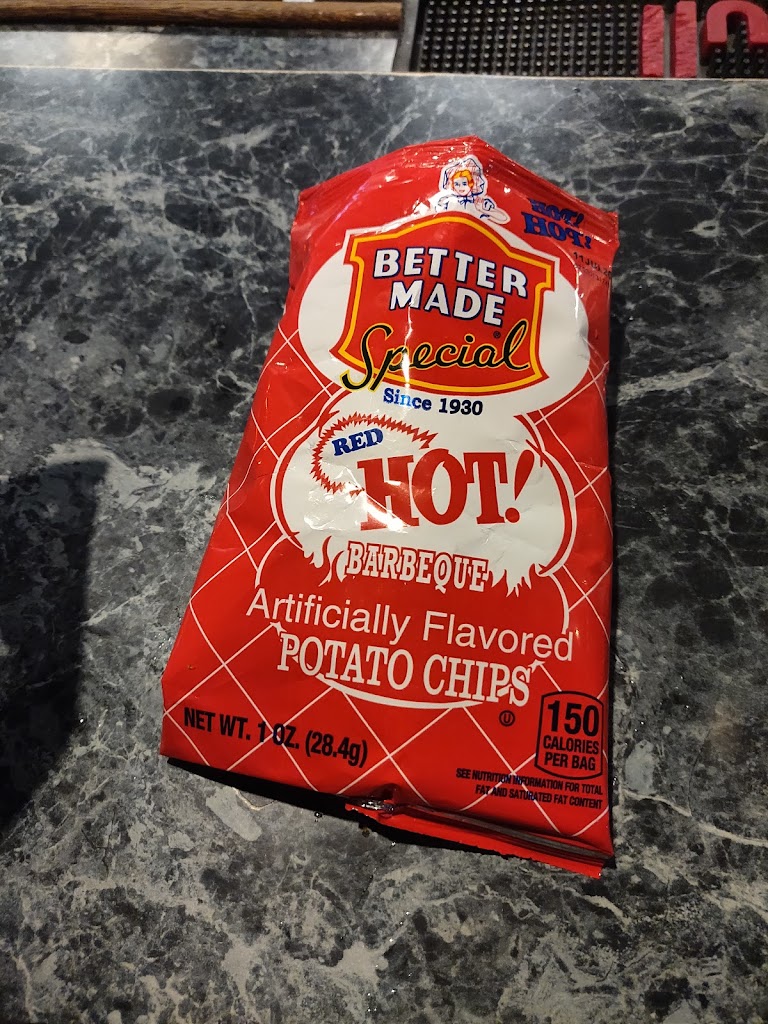 HOT!
HOT!
BETTER
MADE
Special
®
Since 1930
RED
HOT!
BARBEQUE
Artificially Flavored
POTATO CHIPS
NET WT. 1 OZ. (28.4g)
150
CALORIES
PER BAG
SEE NUTRITION INFORMATION FOR TOTAL
FAT AND SATURATED FAT CONTENT